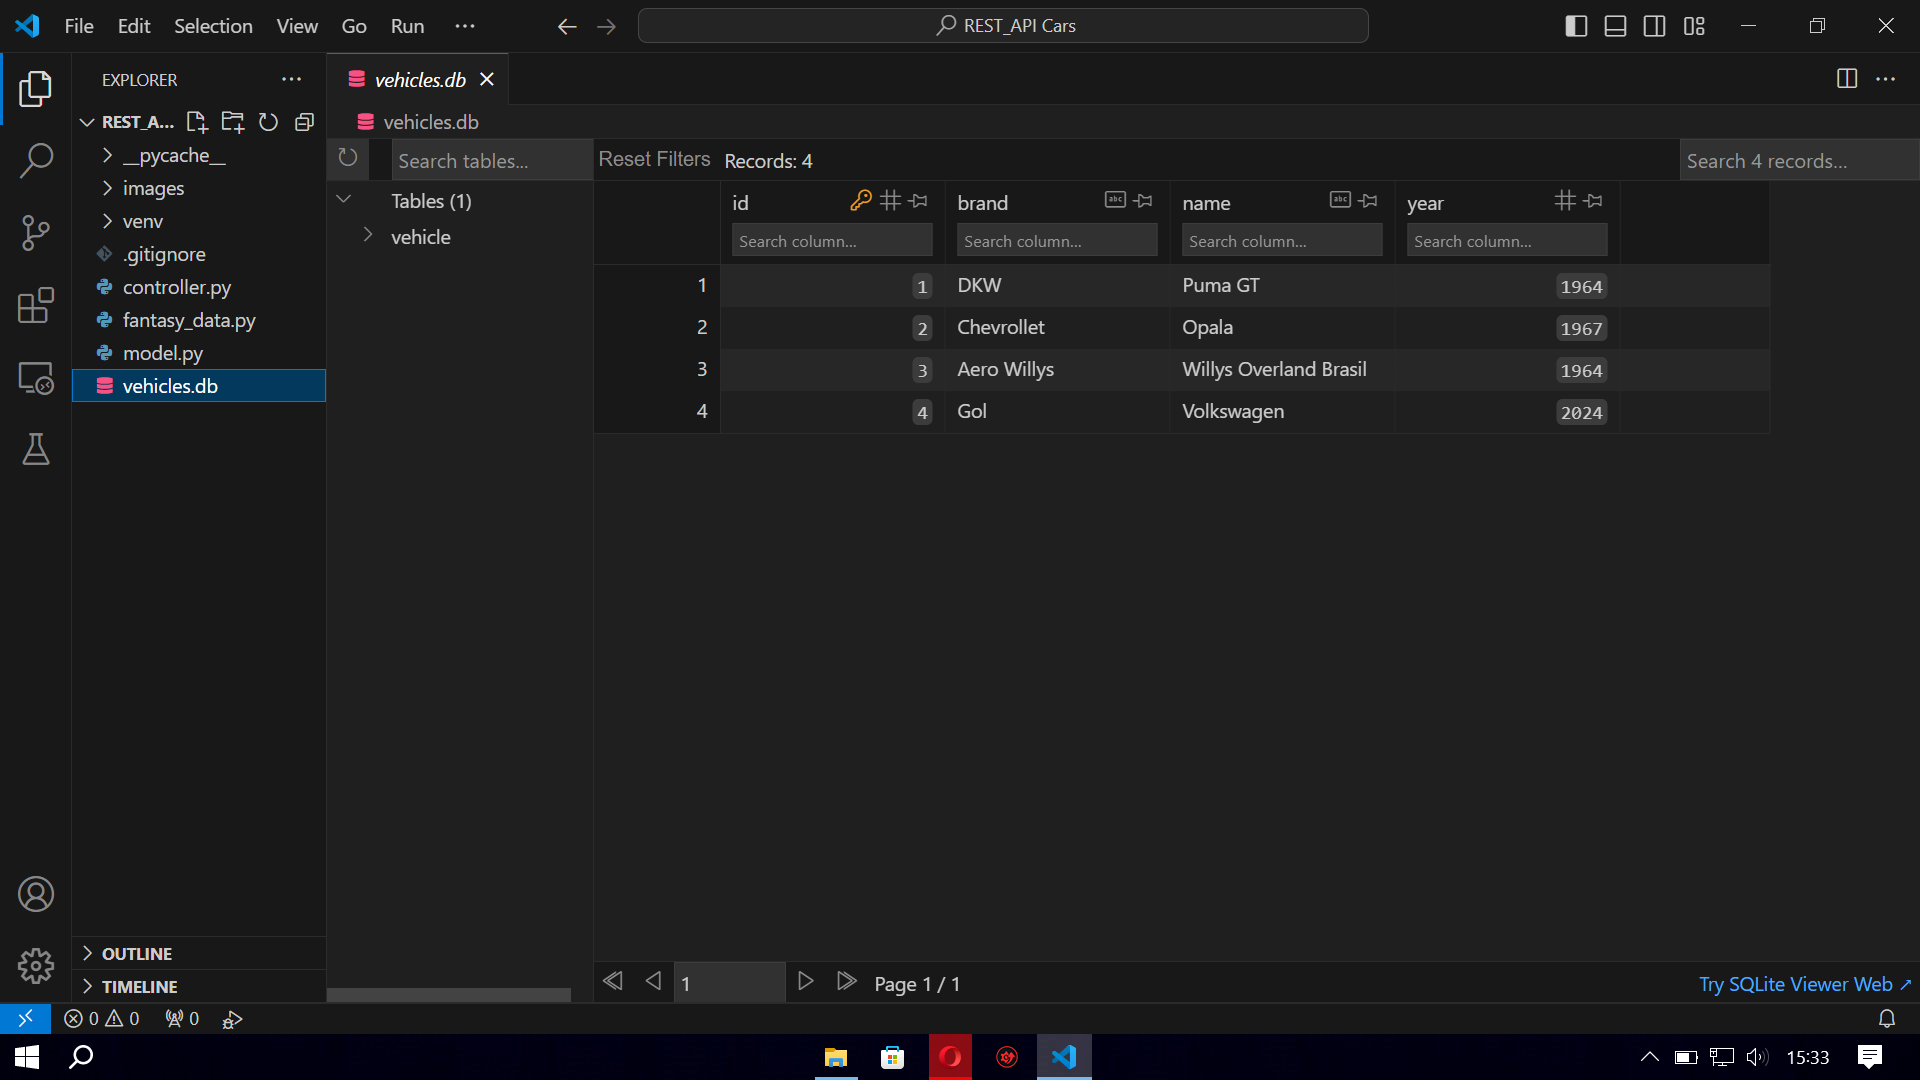 File Edit Selection View Go Run ··· REST_API Cars
EXPLORER ···
vehicles.db
REST_A...
vehicles.db
__pycache__
images
venv
.gitignore
controller.py
fantasy_data.py
model.py
vehicles.db
Search tables...
Reset Filters Records: 4
Search 4 records...
Tables (1)
vehicle
id brand name year
Search column... Search column... Search column... Search column...
1 1 DKW Puma GT 1964
2 2 Chevrollet Opala 1967
3 3 Aero Willys Willys Overland Brasil 1964
4 4 Gol Volkswagen 2024
OUTLINE
TIMELINE
1 Page 1 / 1
Try SQLite Viewer Web ↗
0 0 0
15:33